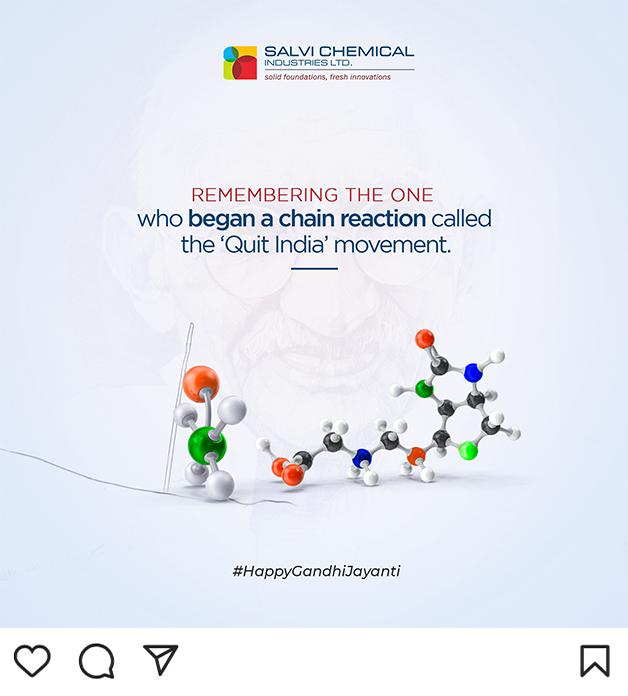 SALVI CHEMICAL
INDUSTRIES LTD.
solid foundations, fresh innovations
REMEMBERING THE ONE
who began a chain reaction called
the ‘Quit India’ movement.
#HappyGandhiJayanti